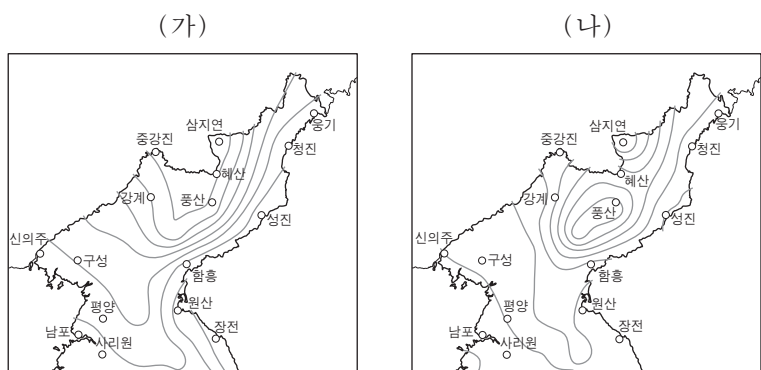 (가)
삼지연
웅기
중강진
청진
혜산
강계
풍산
성진
신의주
구성
함흥
원산
평양
장전
남포
사리원
(나)
삼지연
웅기
중강진
청진
혜산
강계
풍산
성진
신의주
구성
함흥
원산
평양
장전
남포
사리원